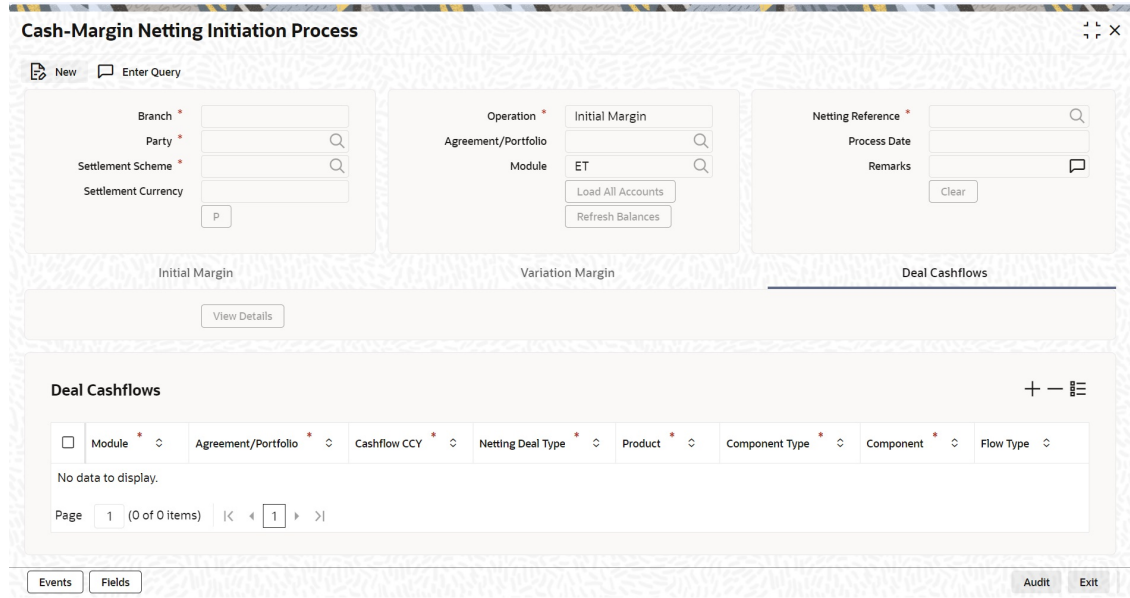 Cash-Margin Netting Initiation Process
New Enter Query
Branch *
Party *
Settlement Scheme *
Settlement Currency
P
Operation * Initial Margin
Agreement/Portfolio
Module ET
Load All Accounts
Refresh Balances
Netting Reference *
Process Date
Remarks
Clear
Initial Margin Variation Margin Deal Cashflows
View Details
Deal Cashflows
Module * Agreement/Portfolio * Cashflow CCY * Netting Deal Type * Product * Component Type * Component * Flow Type
No data to display.
Page 1 (0 of 0 items) 1
Events Fields Audit Exit